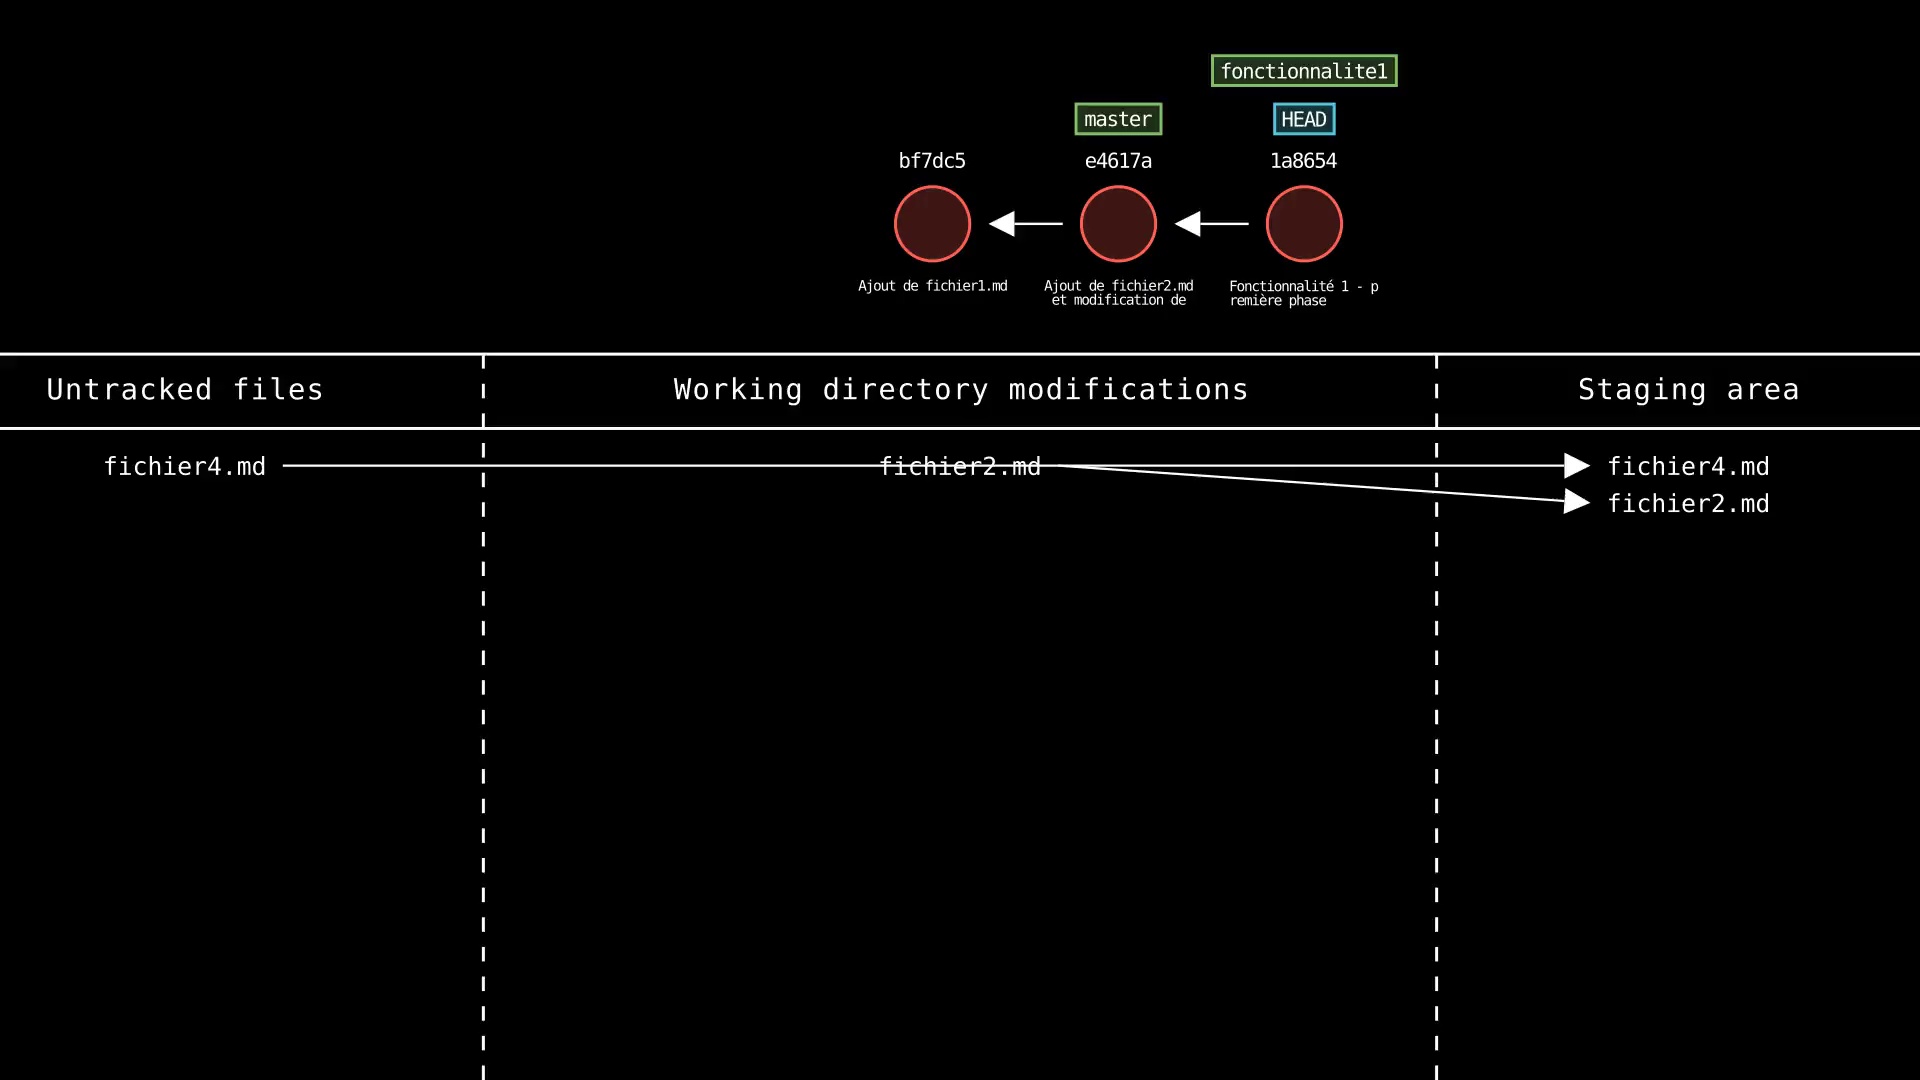 fonctionnalite1
master
HEAD
bf7dc5
e4617a
1a8654
Ajout de fichier1.md
Ajout de fichier2.md
et modification de
Fonctionnalité 1 - p
remière phase
Untracked files
Working directory modifications
Staging area
fichier4.md
fichier2.md
fichier4.md
fichier2.md